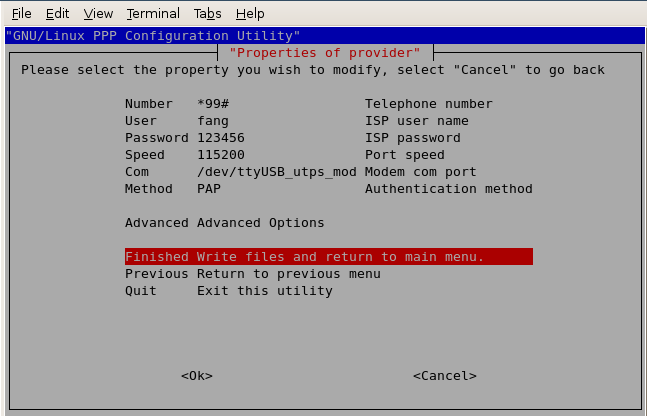 File Edit View Terminal Tabs Help
"GNU/Linux PPP Configuration Utility"
"Properties of provider"
Please select the property you wish to modify, select "Cancel" to go back
Number *99# Telephone number
User fang ISP user name
Password 123456 ISP password
Speed 115200 Port speed
Com /dev/ttyUSB_utps_mod Modem com port
Method PAP Authentication method
Advanced Advanced Options
Finished Write files and return to main menu.
Previous Return to previous menu
Quit Exit this utility
<Ok> <Cancel>